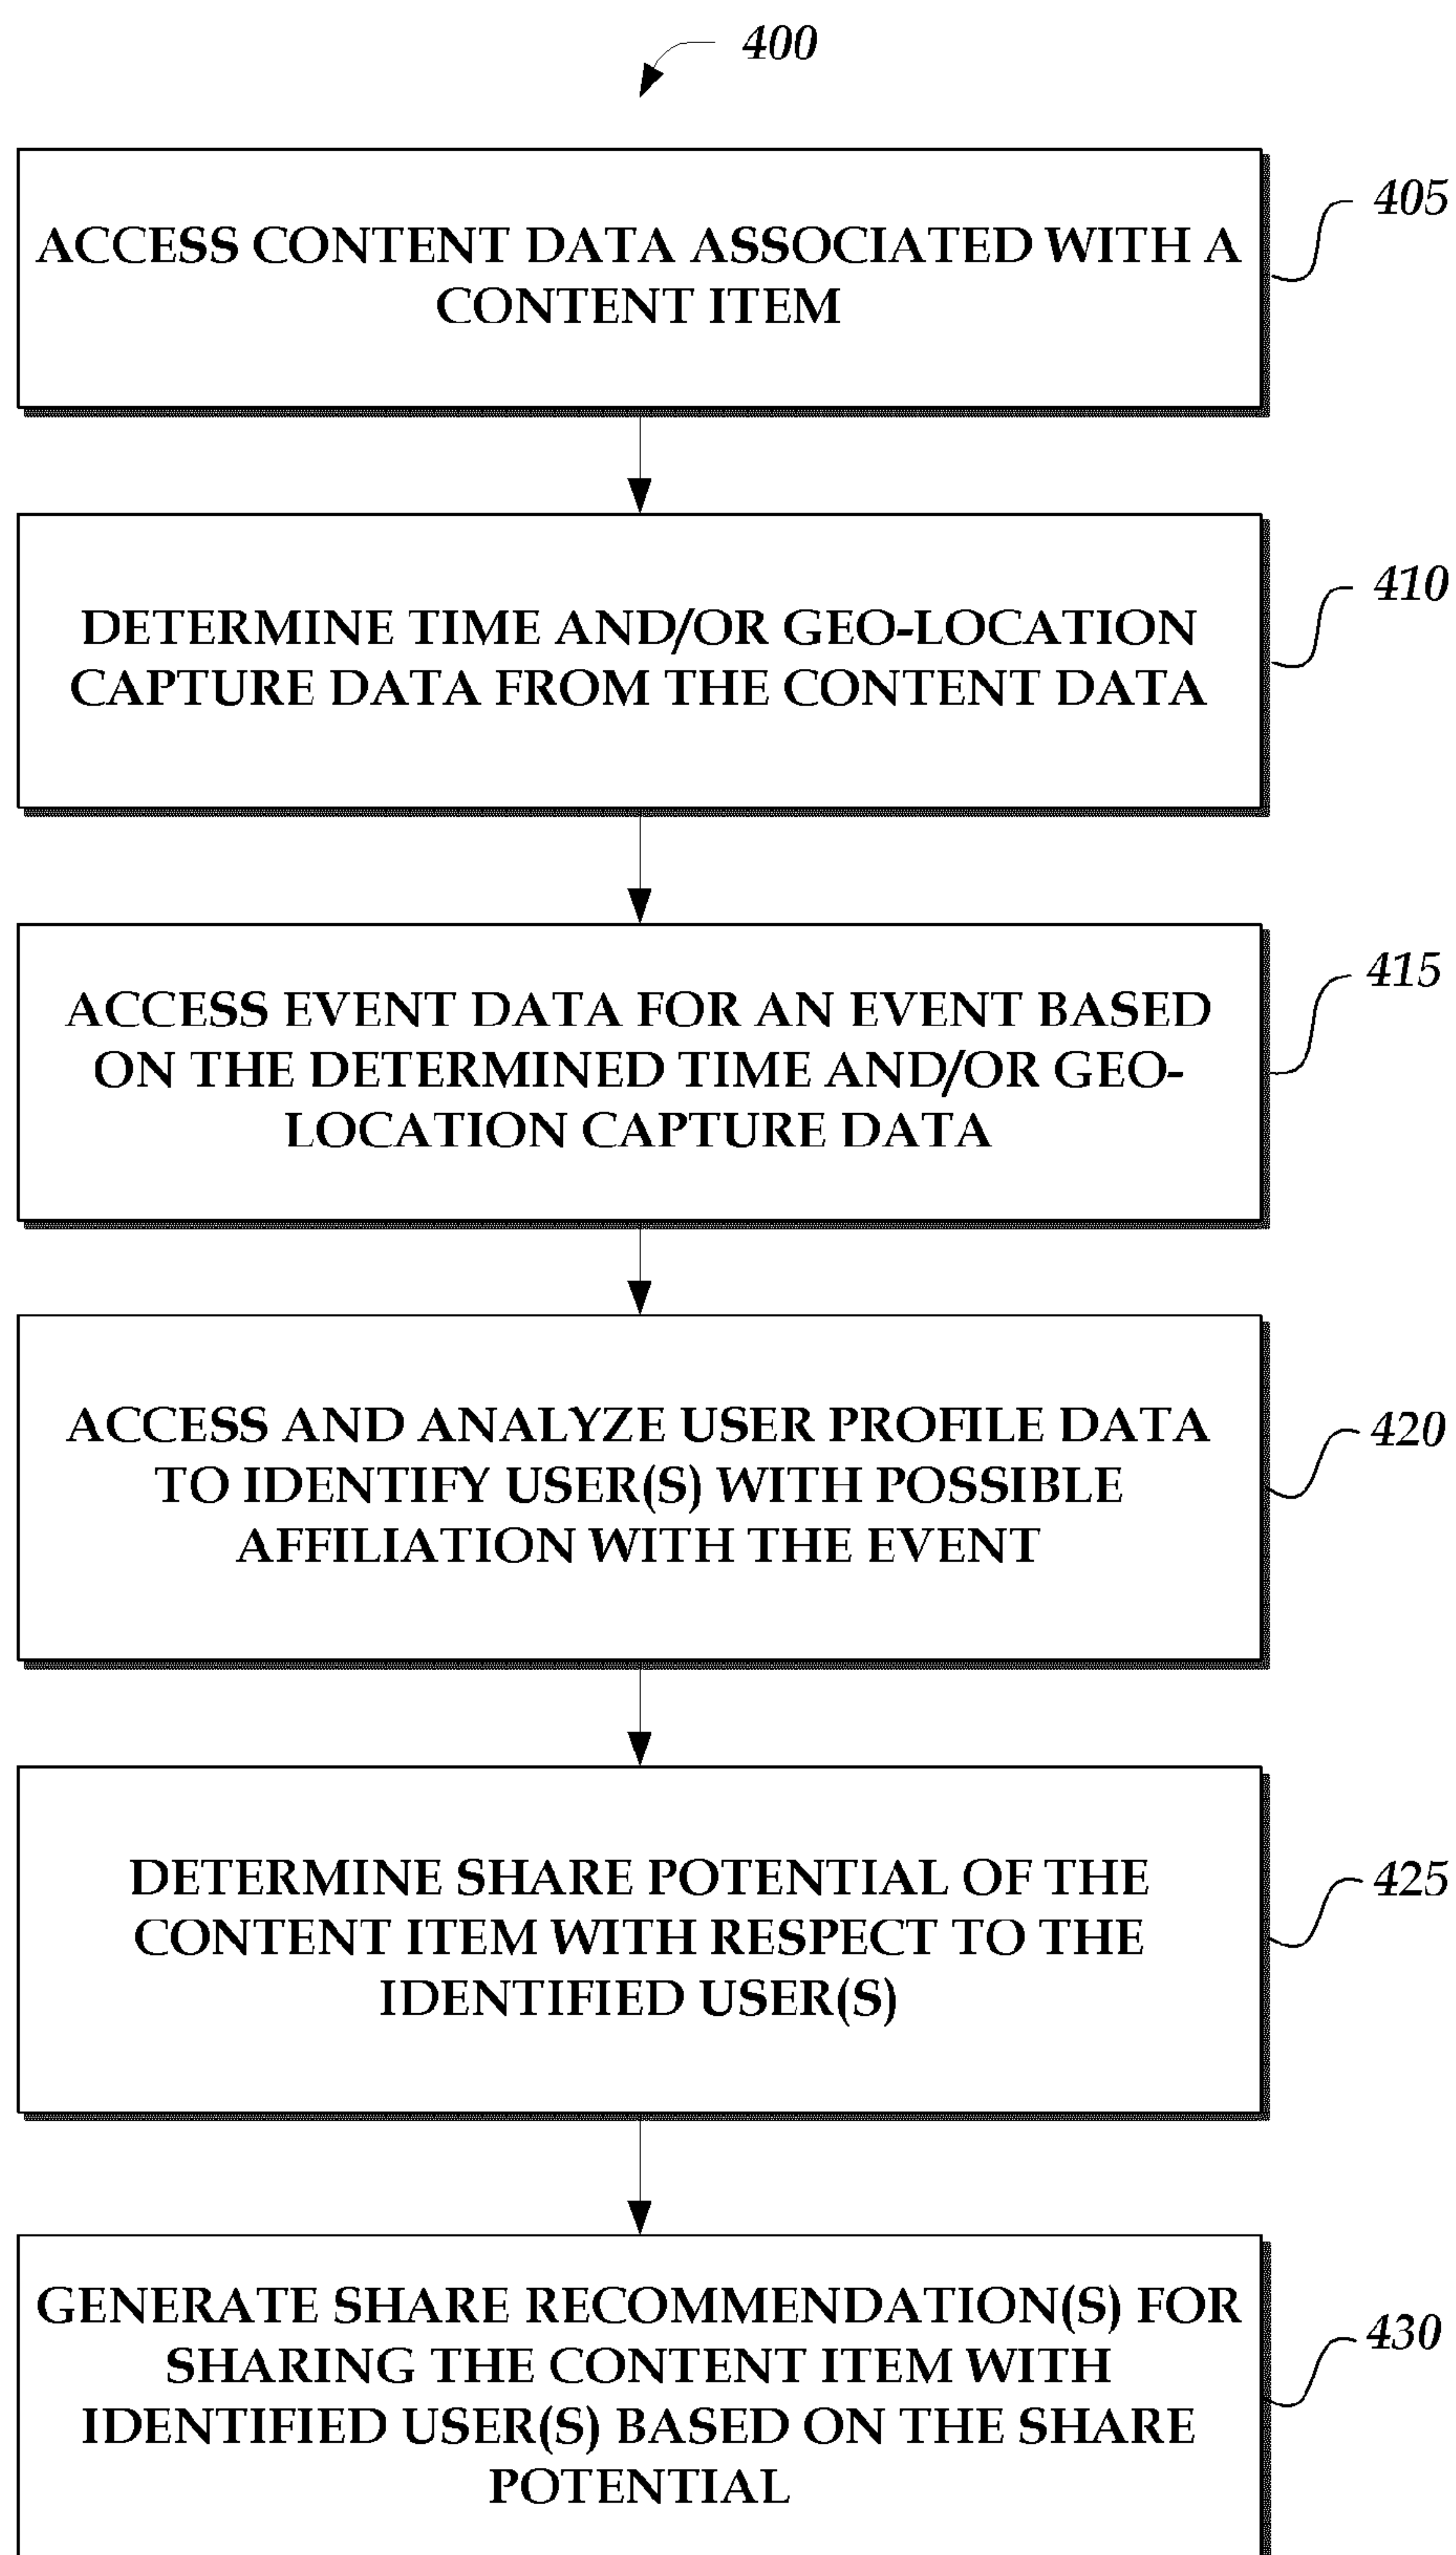 400
ACCESS CONTENT DATA ASSOCIATED WITH A
CONTENT ITEM
405
DETERMINE TIME AND/OR GEO-LOCATION
CAPTURE DATA FROM THE CONTENT DATA
410
ACCESS EVENT DATA FOR AN EVENT BASED
ON THE DETERMINED TIME AND/OR GEO-
LOCATION CAPTURE DATA
415
ACCESS AND ANALYZE USER PROFILE DATA
TO IDENTIFY USER(S) WITH POSSIBLE
AFFILIATION WITH THE EVENT
420
DETERMINE SHARE POTENTIAL OF THE
CONTENT ITEM WITH RESPECT TO THE
IDENTIFIED USER(S)
425
GENERATE SHARE RECOMMENDATION(S) FOR
SHARING THE CONTENT ITEM WITH
IDENTIFIED USER(S) BASED ON THE SHARE
POTENTIAL
430